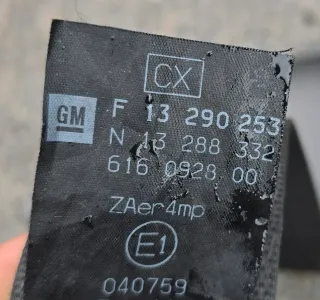 CX
GM F 13 290 253
N 13 288 332
616 0928 00
ZAer4mp
E1
040759